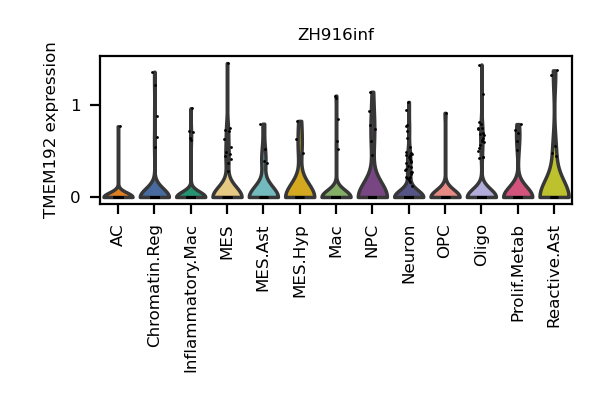 ZH916inf
TMEM192 expression
1
0
AC
Chromatin.Reg
Inflammatory.Mac
MES
MES.Ast
MES.Hyp
Mac
NPC
Neuron
OPC
Oligo
Prolif.Metab
Reactive.Ast